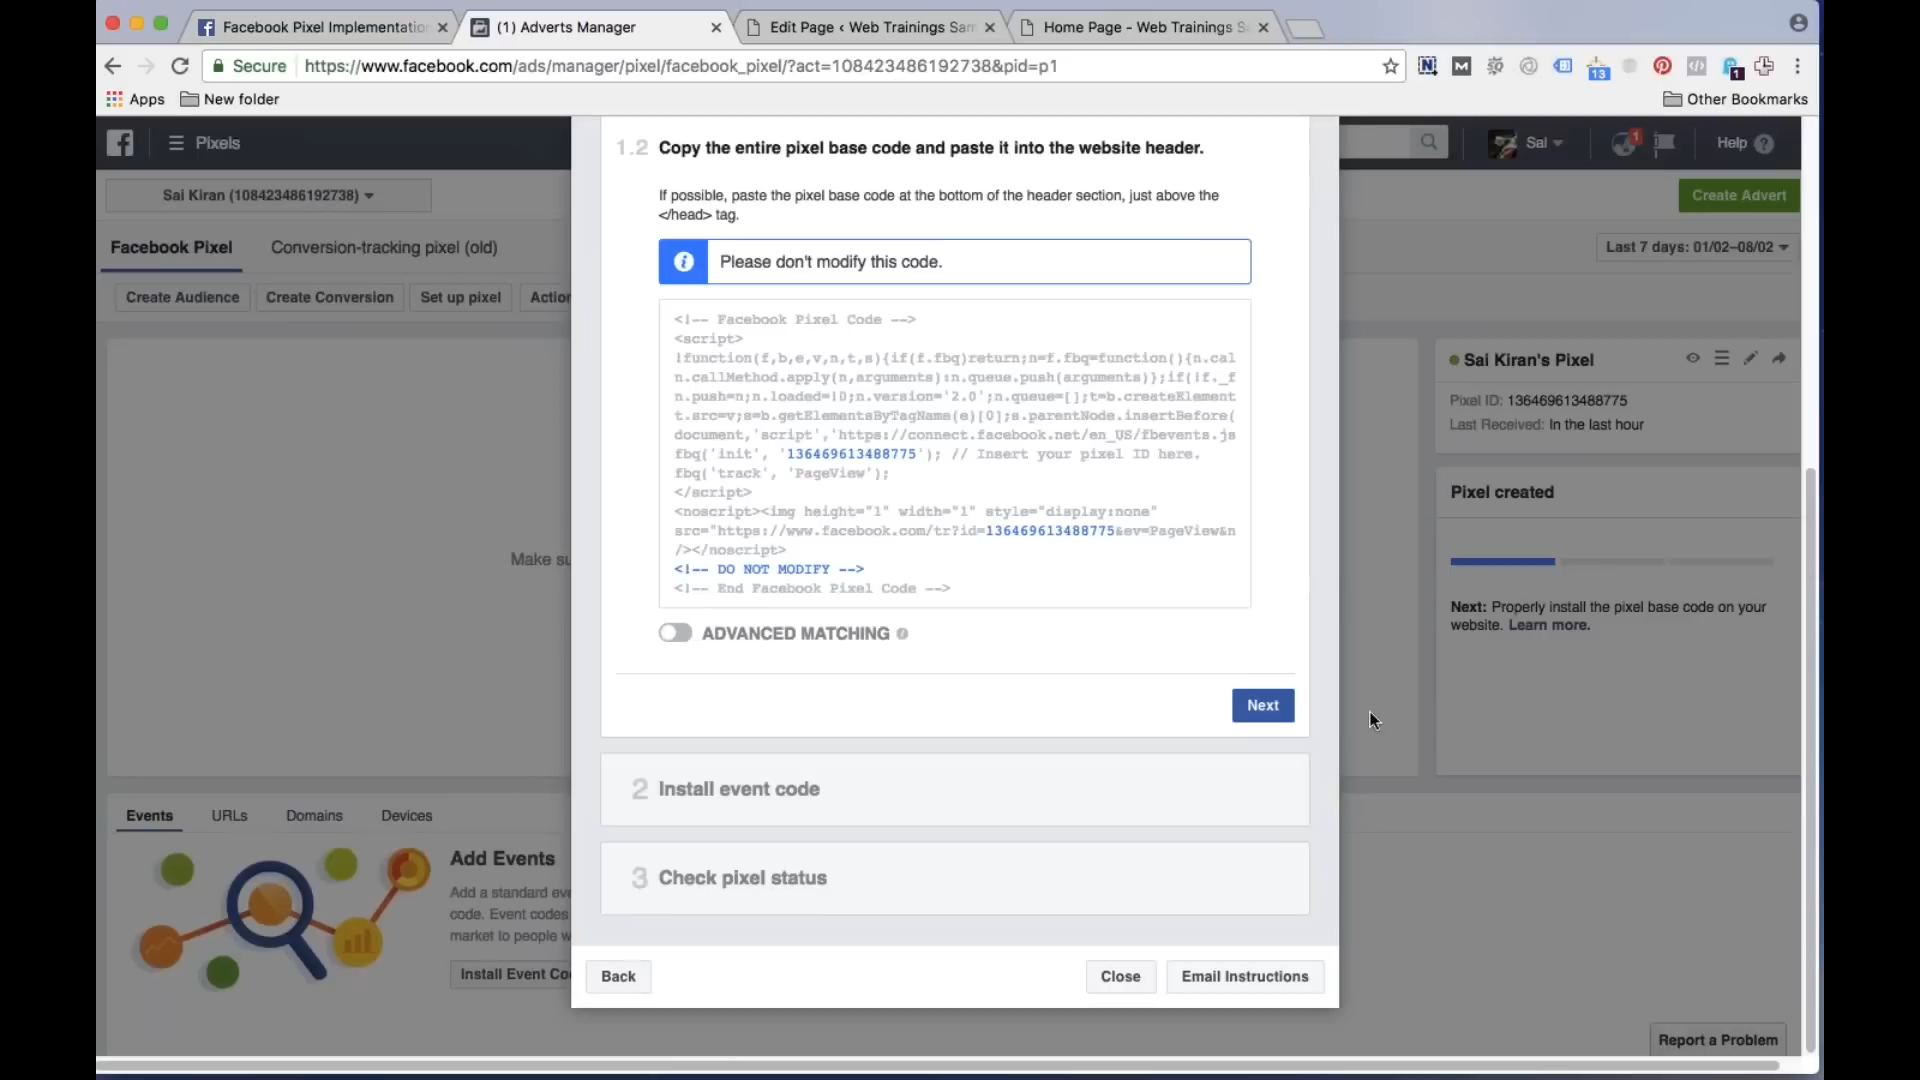 Facebook Pixel Implementation
(1) Adverts Manager
Edit Page ‹ Web Trainings Sam
Home Page - Web Trainings S
Secure
https://www.facebook.com/ads/manager/pixel/facebook_pixel/?act=108423486192738&pid=p1
13
1
Apps
New folder
Other Bookmarks
Pixels
Sai
1
Help
Sai Kiran (108423486192738)
Create Advert
Facebook Pixel
Conversion-tracking pixel (old)
Last 7 days: 01/02–08/02
Create Audience
Create Conversion
Set up pixel
Action
1.2 Copy the entire pixel base code and paste it into the website header.
If possible, paste the pixel base code at the bottom of the header section, just above the
</head> tag.
Please don't modify this code.
<!-- Facebook Pixel Code -->
<script>
!function(f,b,e,v,n,t,s){if(f.fbq)return;n=f.fbq=function(){n.cal
n.callMethod.apply(n,arguments):n.queue.push(arguments)};if(!f._f
n.push=n;n.loaded=!0;n.version='2.0';n.queue=[];t=b.createElement
t.src=v;s=b.getElementsByTagName(e)[0];s.parentNode.insertBefore(
document,'script','https://connect.facebook.net/en_US/fbevents.js
fbq('init', '136469613488775'); // Insert your pixel ID here.
fbq('track', 'PageView');
</script>
<noscript><img height="1" width="1" style="display:none"
src="https://www.facebook.com/tr?id=136469613488775&ev=PageView&n
/></noscript>
<!-- DO NOT MODIFY -->
<!-- End Facebook Pixel Code -->
ADVANCED MATCHING
Next
2 Install event code
3 Check pixel status
Back
Close
Email Instructions
Make su
Sai Kiran's Pixel
Pixel ID: 136469613488775
Last Received: In the last hour
Pixel created
Next: Properly install the pixel base code on your
website. Learn more.
Events
URLs
Domains
Devices
Add Events
Add a standard eve
code. Event codes
market to people w
Install Event Co
Report a Problem